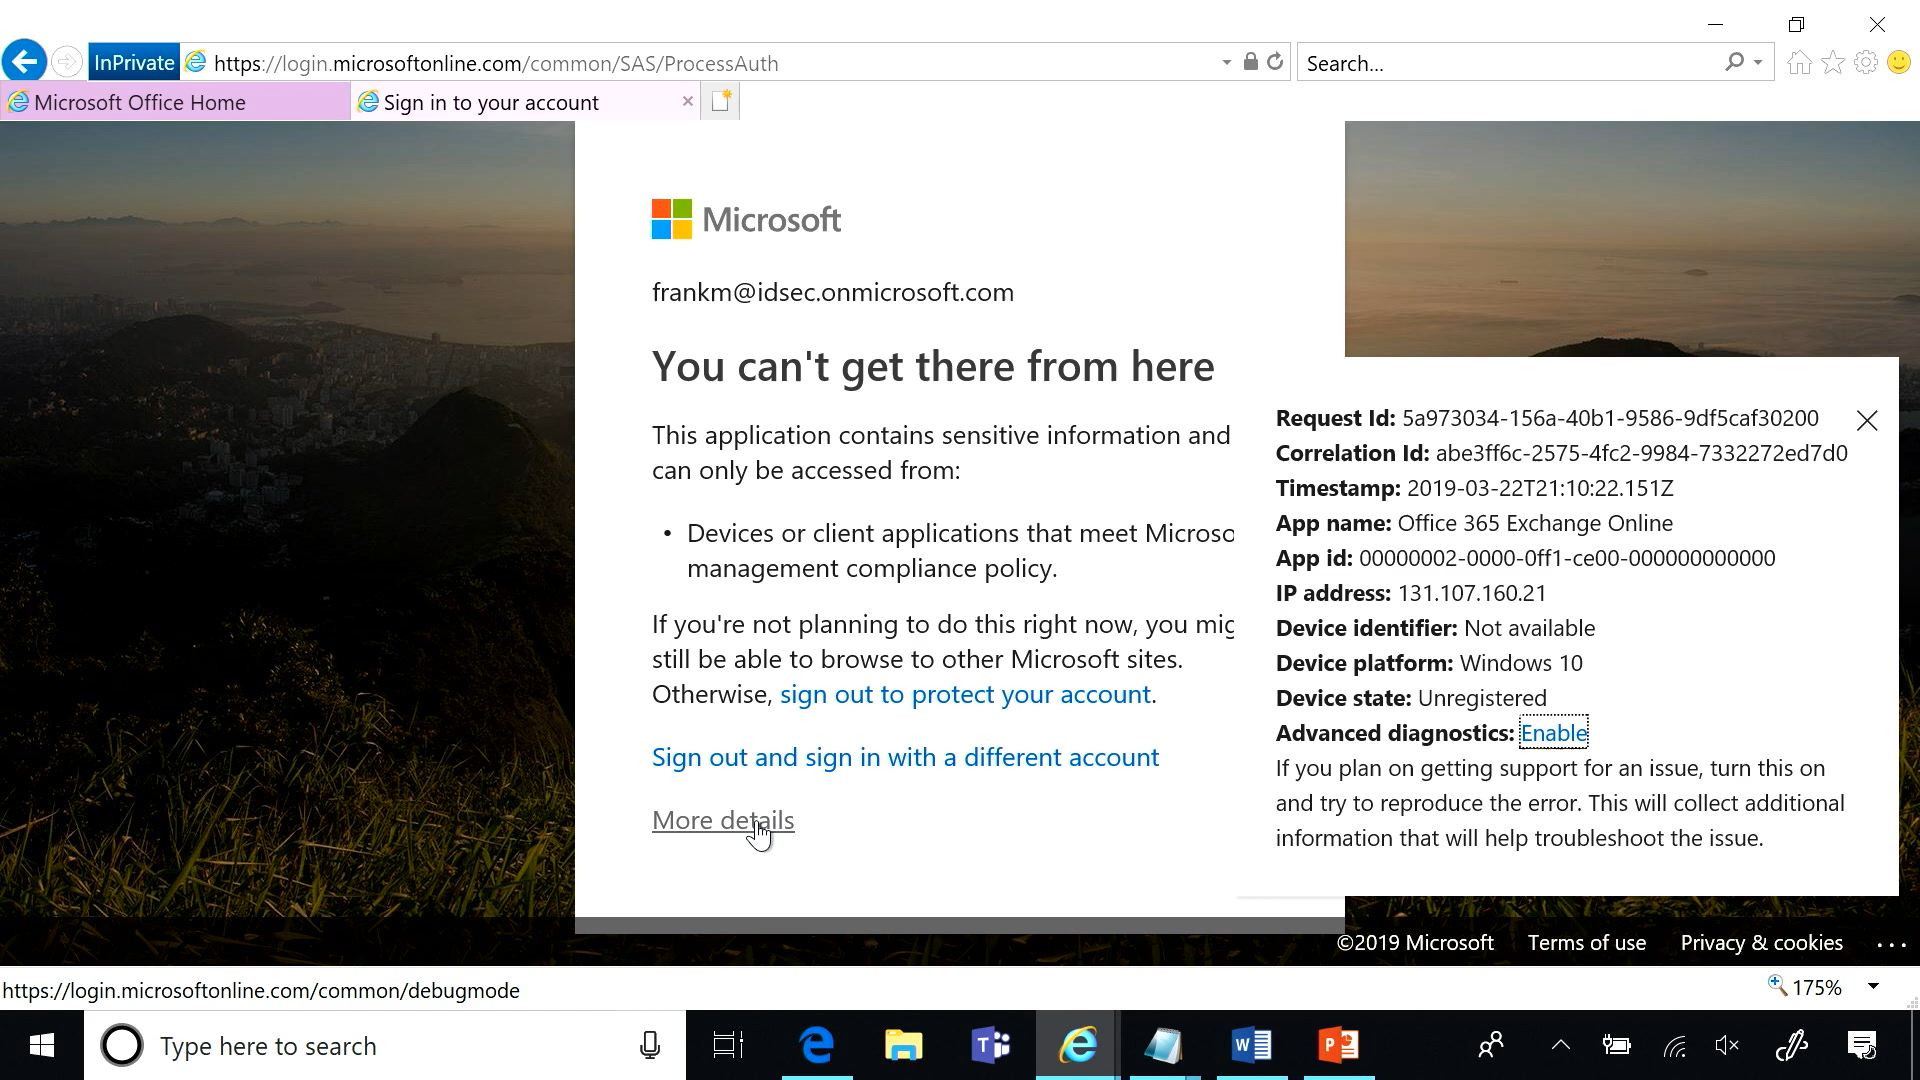 InPrivate
https://login.microsoftonline.com/common/SAS/ProcessAuth
Search...
Microsoft Office Home
Sign in to your account
Microsoft
frankm@idsec.onmicrosoft.com
You can't get there from here
This application contains sensitive information and
can only be accessed from:
• Devices or client applications that meet Microso
management compliance policy.
If you're not planning to do this right now, you mig
still be able to browse to other Microsoft sites.
Otherwise, sign out to protect your account.
Sign out and sign in with a different account
More details
Request Id: 5a973034-156a-40b1-9586-9df5caf30200
Correlation Id: abe3ff6c-2575-4fc2-9984-7332272ed7d0
Timestamp: 2019-03-22T21:10:22.151Z
App name: Office 365 Exchange Online
App id: 00000002-0000-0ff1-ce00-000000000000
IP address: 131.107.160.21
Device identifier: Not available
Device platform: Windows 10
Device state: Unregistered
Advanced diagnostics: Enable
If you plan on getting support for an issue, turn this on
and try to reproduce the error. This will collect additional
information that will help troubleshoot the issue.
©2019 Microsoft Terms of use Privacy & cookies ...
https://login.microsoftonline.com/common/debugmode
175%
Type here to search